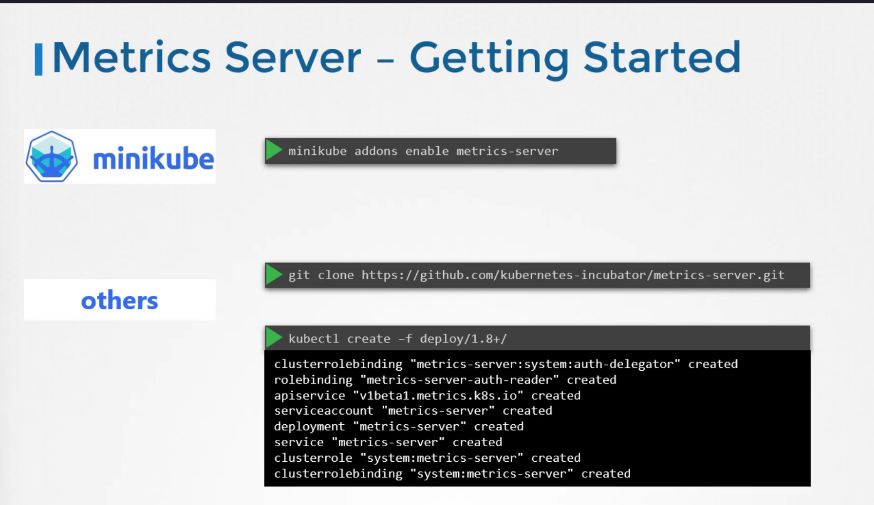 Metrics Server – Getting Started
minikube
minikube addons enable metrics-server
others
git clone https://github.com/kubernetes-incubator/metrics-server.git
kubectl create –f deploy/1.8+/
clusterrolebinding "metrics-server:system:auth-delegator" created
rolebinding "metrics-server-auth-reader" created
apiservice "v1beta1.metrics.k8s.io" created
serviceaccount "metrics-server" created
deployment "metrics-server" created
service "metrics-server" created
clusterrole "system:metrics-server" created
clusterrolebinding "system:metrics-server" created